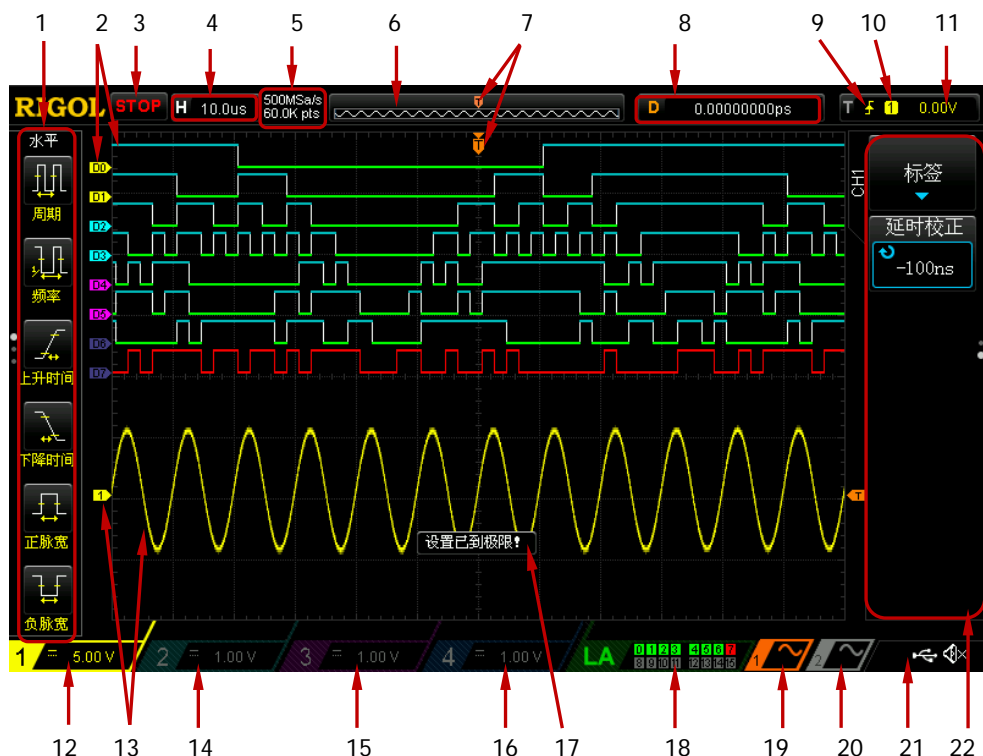 1 2 3 4 5 6 7 8 9 10 11
RIGOL STOP H 10.0us 500MSa/s
60.0K pts
T
D 0.00000000ps
T 1 0.00V
水平
周期
频率
上升时间
下降时间
正脉宽
负脉宽
T
D0
D1
D2
D3
D4
D5
D6
D7
1
T
设置已到极限!
CH1
标签
延时校正
-100ns
1 5.00 V 2 1.00 V 3 1.00 V 4 1.00 V LA 0 1 2 3 4 5 6 7
8 9 10 11 12 13 14 15
1 2
12 13 14 15 16 17 18 19 20 21 22